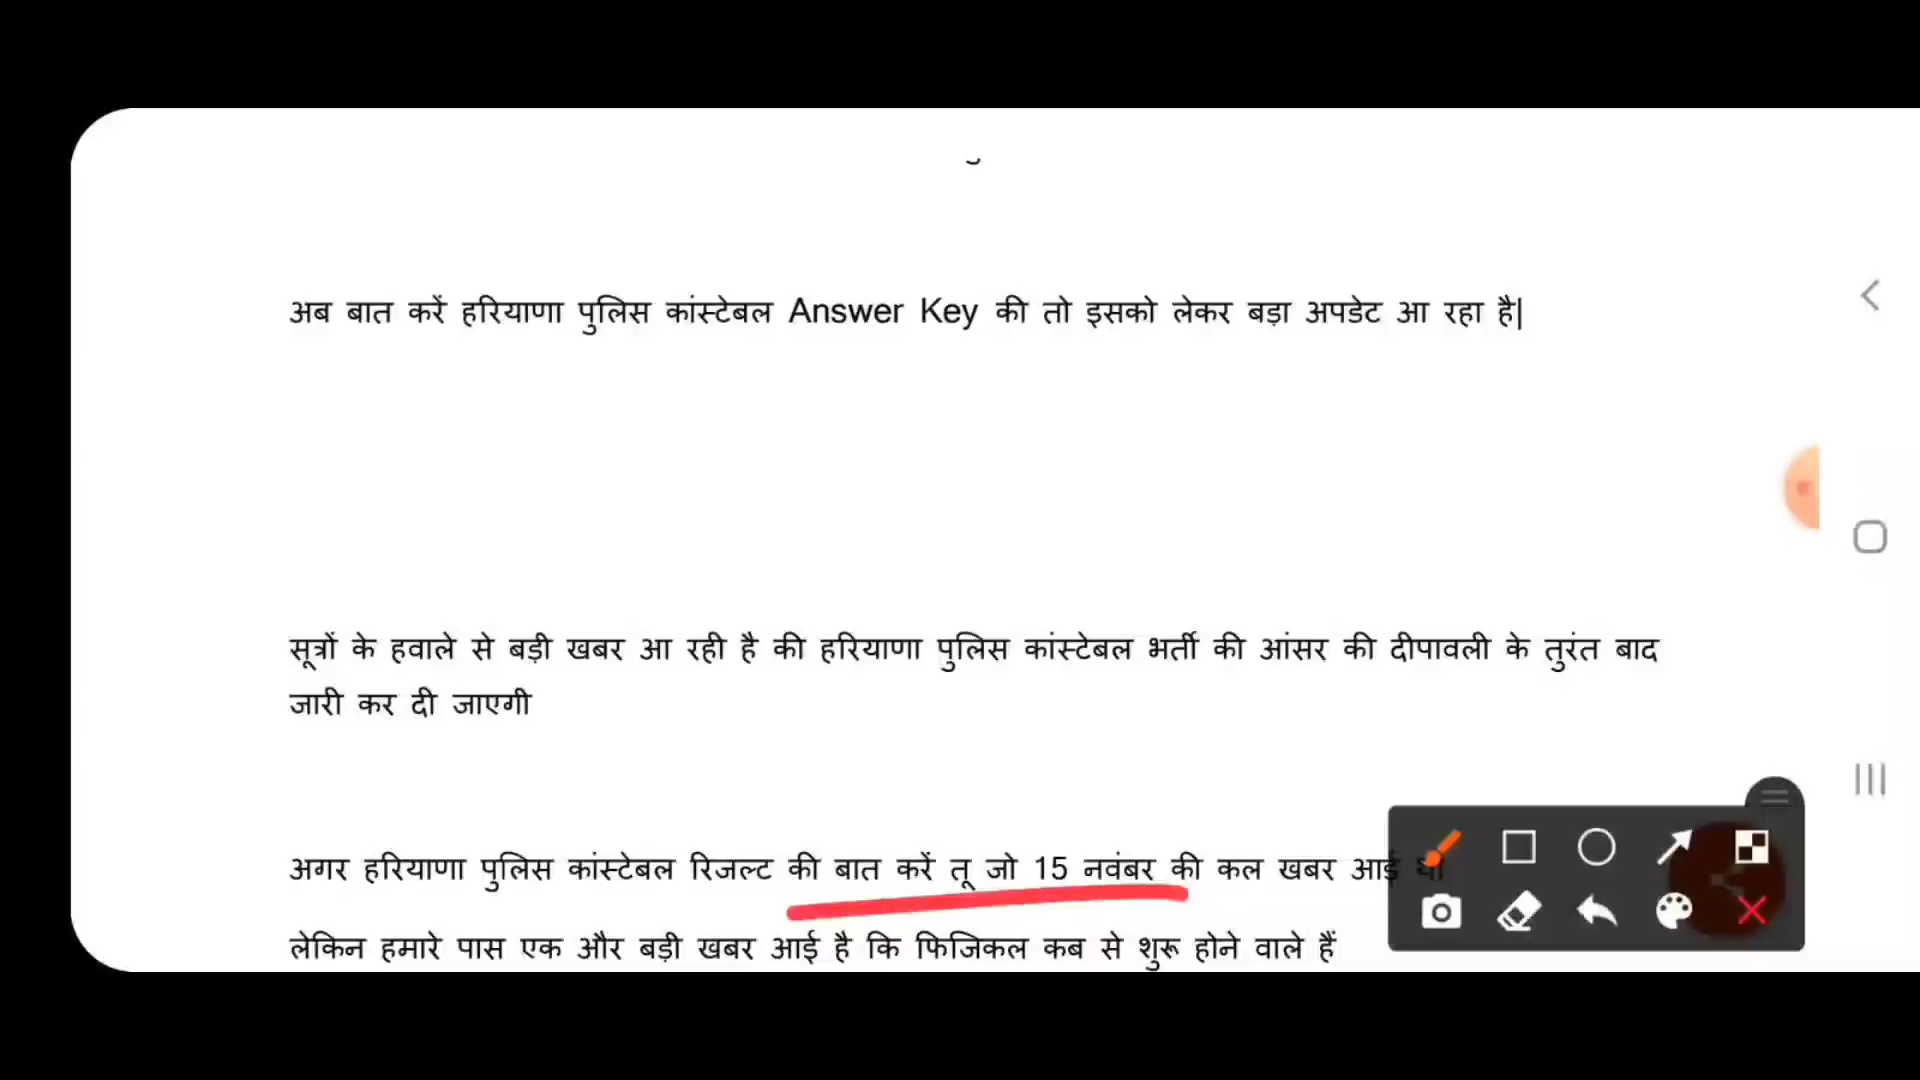 अब बात करें हरियाणा पुलिस कांस्टेबल Answer Key की तो इसको लेकर बड़ा अपडेट आ रहा है|
सूत्रों के हवाले से बड़ी खबर आ रही है की हरियाणा पुलिस कांस्टेबल भर्ती की आंसर की दीपावली के तुरंत बाद
जारी कर दी जाएगी
अगर हरियाणा पुलिस कांस्टेबल रिजल्ट की बात करें तू जो 15 नवंबर की कल खबर आई
लेकिन हमारे पास एक और बड़ी खबर आई है कि फिजिकल कब से शुरू होने वाले हैं